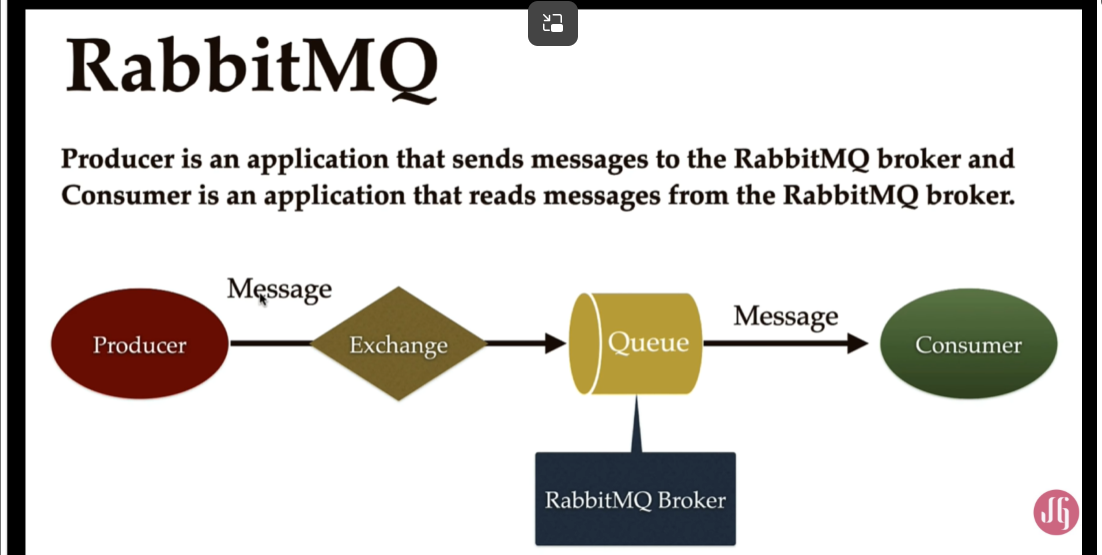 RabbitMQ
Producer is an application that sends messages to the RabbitMQ broker and
Consumer is an application that reads messages from the RabbitMQ broker.
Message
Producer
Exchange
Queue
Message
Consumer
RabbitMQ Broker
JG